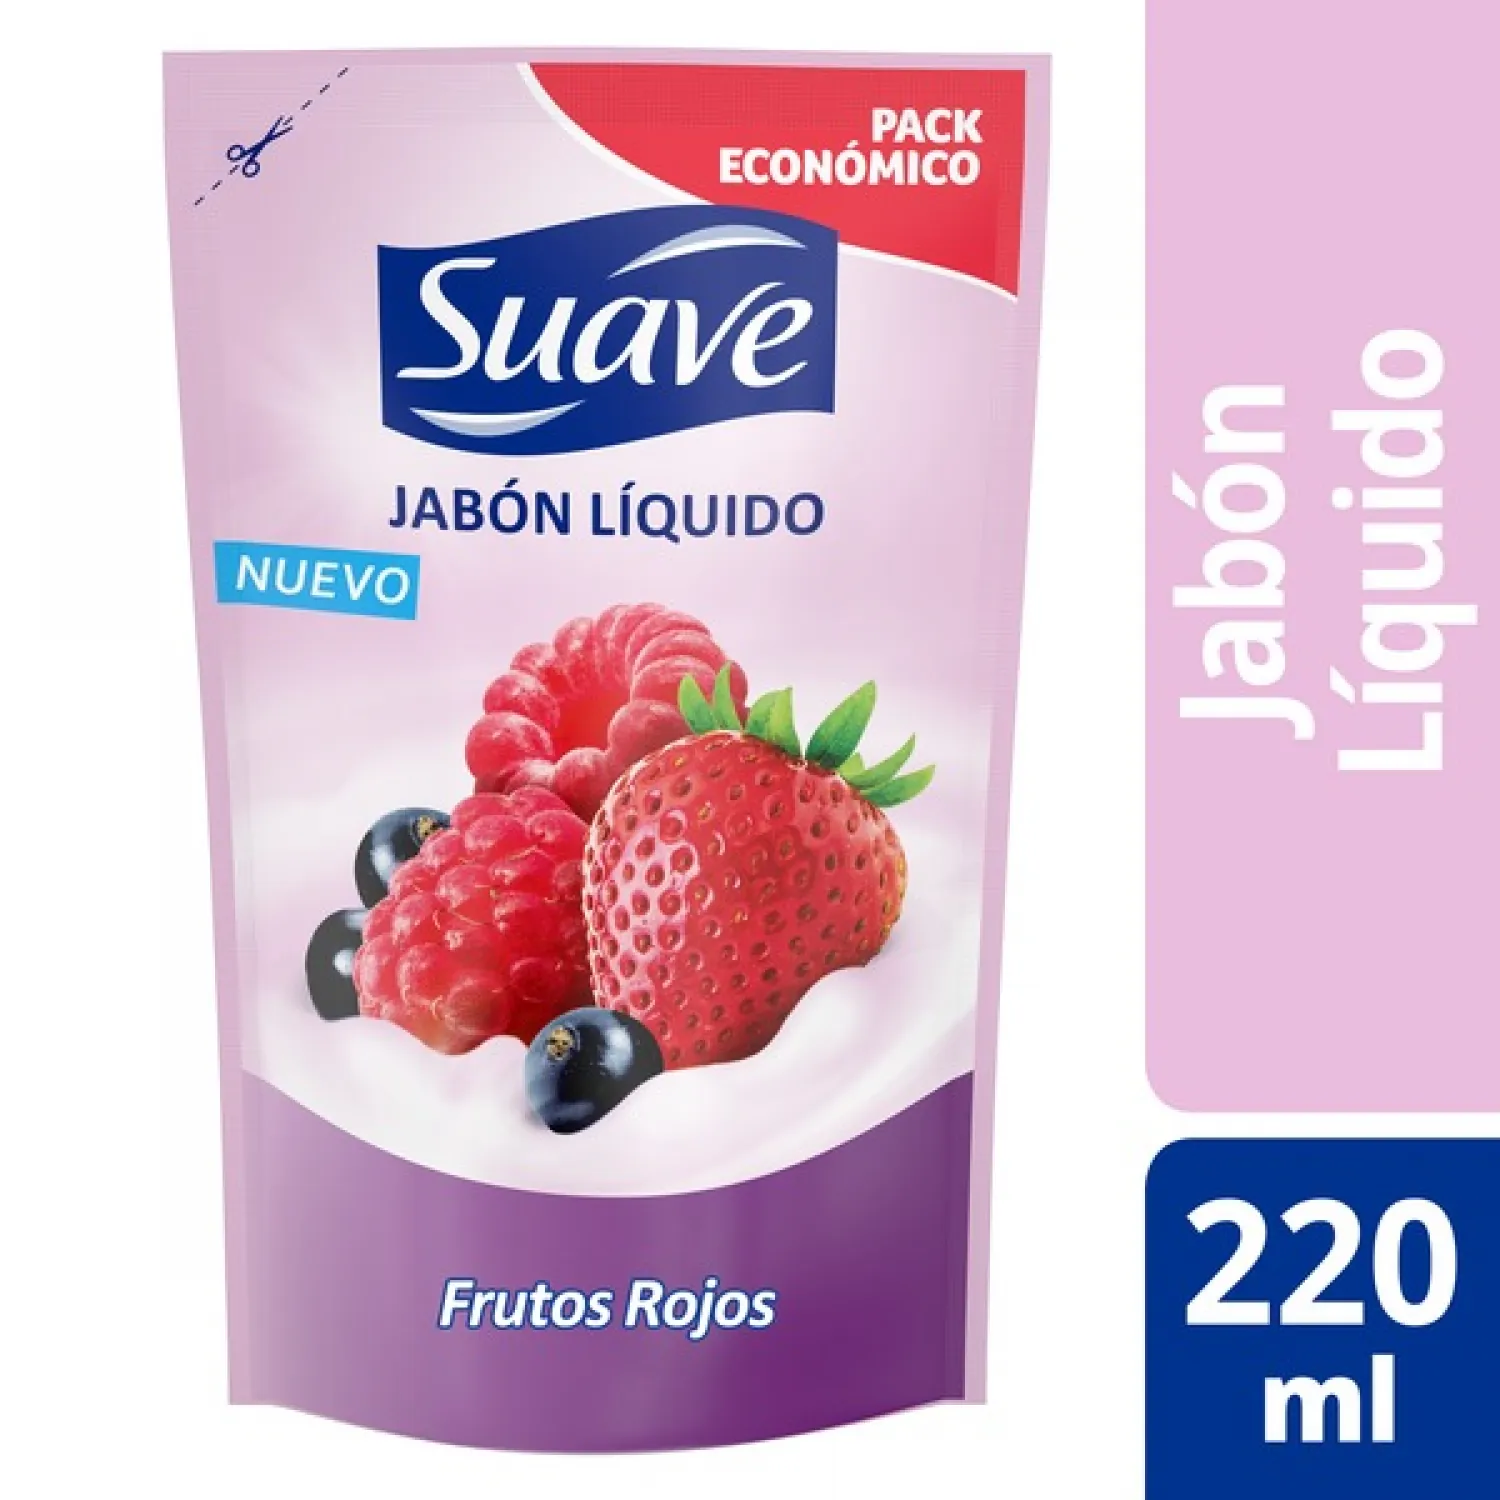 PACK
ECONÓMICO
Suave
JABÓN LÍQUIDO
NUEVO
Frutos Rojos
Jabón
Líquido
220
ml